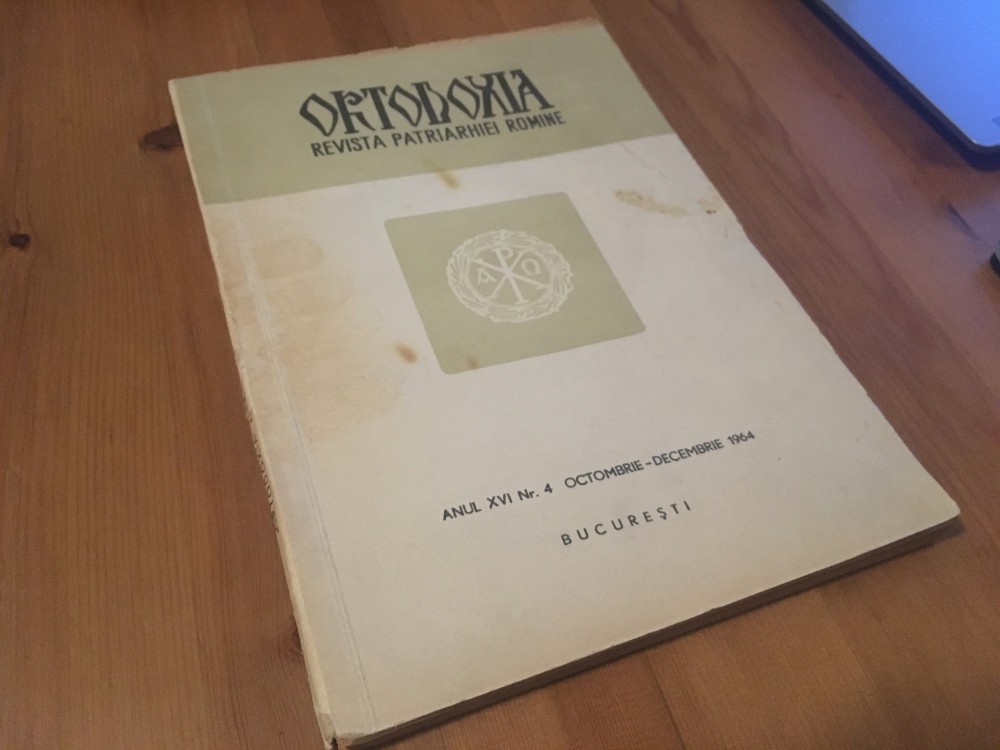 ORTODOXIA
REVISTA PATRIARHIEI ROMINE
Α Ρ Ω
ANUL XVI Nr. 4 OCTOMBRIE–DECEMBRIE 1964
BUCUREȘTI